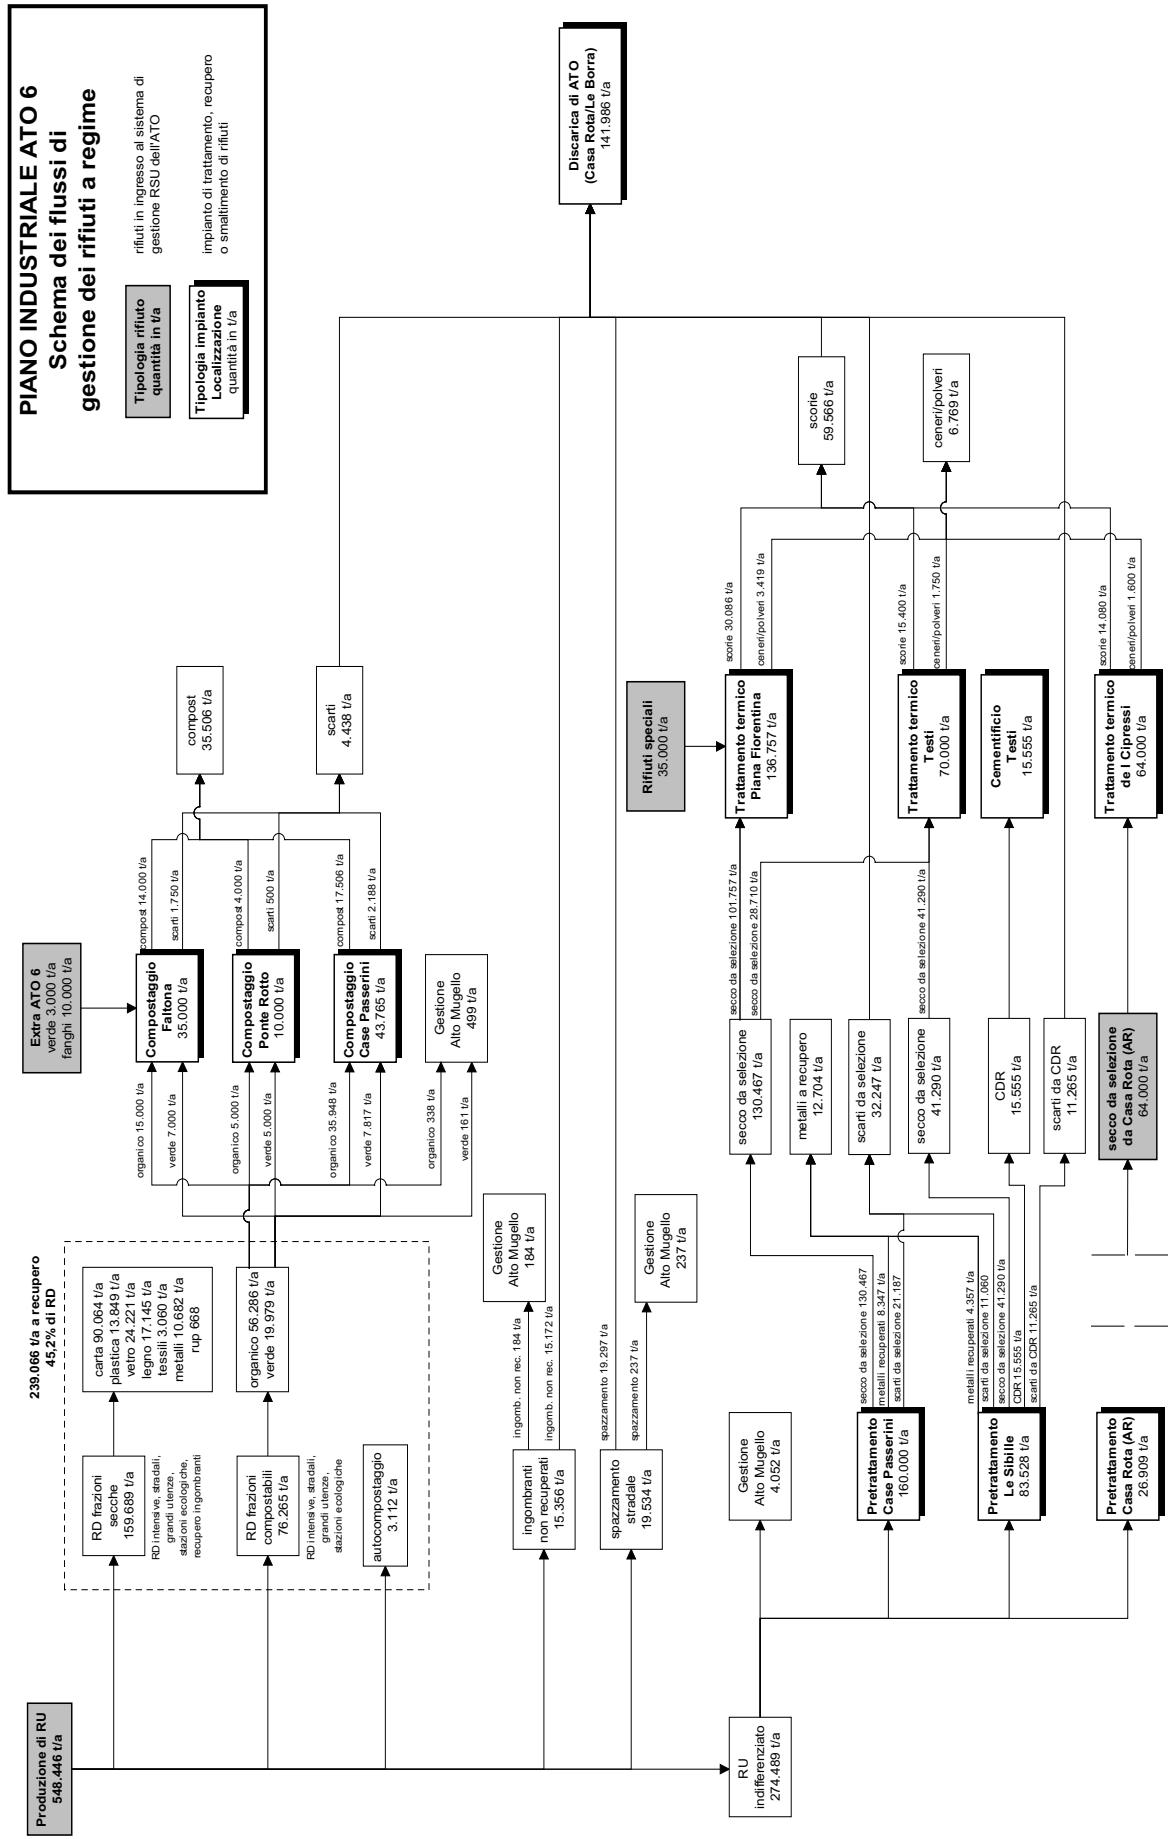 PIANO INDUSTRIALE ATO 6
Schema dei flussi di
gestione dei rifiuti a regime
Tipologia rifiuto
quantità in t/a
rifiuti in ingresso al sistema di
gestione RSU dell'ATO
Tipologia impianto
Localizzazione
quantità in t/a
impianto di trattamento, recupero
o smaltimento di rifiuti
Produzione di RU
548.446 t/a
239.066 t/a a recupero
45,2% di RD
RD frazioni
secche
159.689 t/a
RD intensive, stradali,
grandi utenze,
stazioni ecologiche,
recupero ingombranti
carta 90.064 t/a
plastica 13.849 t/a
vetro 24.221 t/a
legno 17.145 t/a
tessili 3.060 t/a
metalli 10.682 t/a
rup 668
RD frazioni
compostabili
76.265 t/a
RD intensive, stradali,
grandi utenze,
stazioni ecologiche
organico 56.286 t/a
verde 19.979 t/a
autocompostaggio
3.112 t/a
Extra ATO 6
verde 3.000 t/a
fanghi 10.000 t/a
organico 15.000 t/a
verde 7.000 t/a
Compostaggio
Faltona
35.000 t/a
compost 14.000 t/a
scarti 1.750 t/a
organico 5.000 t/a
verde 5.000 t/a
Compostaggio
Ponte Rotto
10.000 t/a
compost 4.000 t/a
scarti 500 t/a
organico 35.948 t/a
verde 7.817 t/a
Compostaggio
Case Passerini
43.765 t/a
compost 17.506 t/a
scarti 2.188 t/a
organico 338 t/a
verde 161 t/a
Gestione
Alto Mugello
499 t/a
compost
35.506 t/a
scarti
4.438 t/a
ingombranti
non recuperati
15.356 t/a
ingomb. non rec. 184 t/a
ingomb. non rec. 15.172 t/a
Gestione
Alto Mugello
184 t/a
spazzamento
stradale
19.534 t/a
spazzamento 19.297 t/a
spazzamento 237 t/a
Gestione
Alto Mugello
237 t/a
Discarica di ATO
(Casa Rota/Le Borra)
141.986 t/a
RU
indifferenziato
274.489 t/a
Gestione
Alto Mugello
4.052 t/a
Pretrattamento
Case Passerini
160.000 t/a
secco da selezione 130.467
metalli recuperati 8.347 t/a
scarti da selezione 21.187
Pretrattamento
Le Sibille
83.528 t/a
metalli recuperati 4.357 t/a
scarti da selezione 11.060
secco da selezione 41.290 t/a
CDR 15.555 t/a
scarti da CDR 11.265 t/a
Pretrattamento
Casa Rota (AR)
26.909 t/a
secco da selezione
130.467 t/a
metalli a recupero
12.704 t/a
scarti da selezione
32.247 t/a
secco da selezione
41.290 t/a
CDR
15.555 t/a
scarti da CDR
11.265 t/a
secco da selezione
da Casa Rota (AR)
64.000 t/a
secco da selezione 101.757 t/a
secco da selezione 28.710 t/a
secco da selezione 41.290 t/a
Rifiuti speciali
35.000 t/a
Trattamento termico
Piana Fiorentina
136.757 t/a
scorie 30.086 t/a
ceneri/polveri 3.419 t/a
Trattamento termico
Testi
70.000 t/a
scorie 15.400 t/a
ceneri/polveri 1.750 t/a
Cementificio
Testi
15.555 t/a
Trattamento termico
de I Cipressi
64.000 t/a
scorie 14.080 t/a
ceneri/polveri 1.600 t/a
scorie
59.566 t/a
ceneri/polveri
6.769 t/a